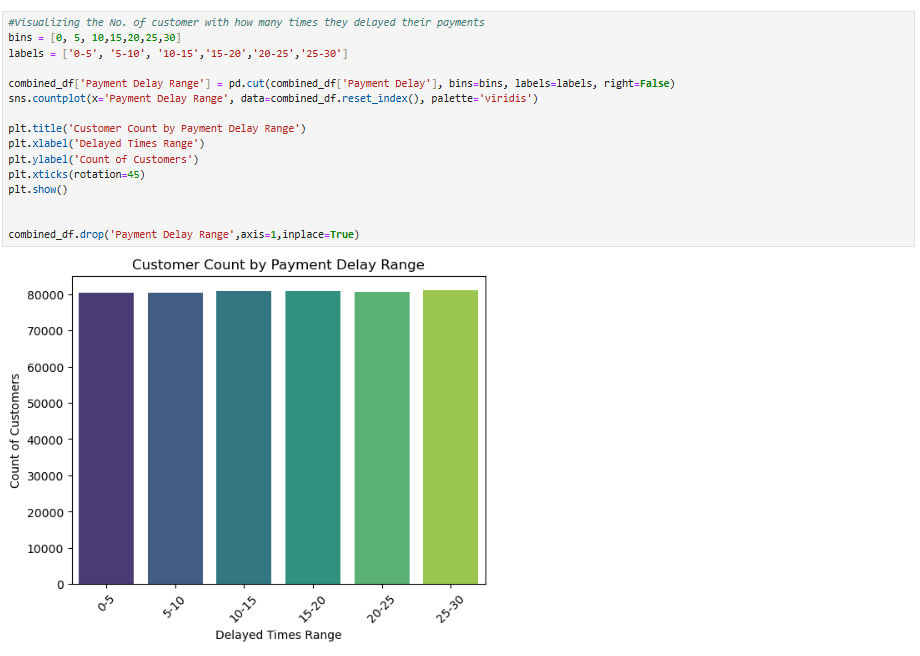 #Visualizing the No. of customer with how many times they delayed their payments
bins = [0, 5, 10,15,20,25,30]
labels = ['0-5', '5-10', '10-15','15-20','20-25','25-30']
combined_df['Payment Delay Range'] = pd.cut(combined_df['Payment Delay'], bins=bins, labels=labels, right=False)
sns.countplot(x='Payment Delay Range', data=combined_df.reset_index(), palette='viridis')
plt.title('Customer Count by Payment Delay Range')
plt.xlabel('Delayed Times Range')
plt.ylabel('Count of Customers')
plt.xticks(rotation=45)
plt.show()
combined_df.drop('Payment Delay Range',axis=1,inplace=True)
Customer Count by Payment Delay Range
80000
70000
60000
50000
40000
30000
20000
10000
0
Count of Customers
0-5
5-10
10-15
15-20
20-25
25-30
Delayed Times Range